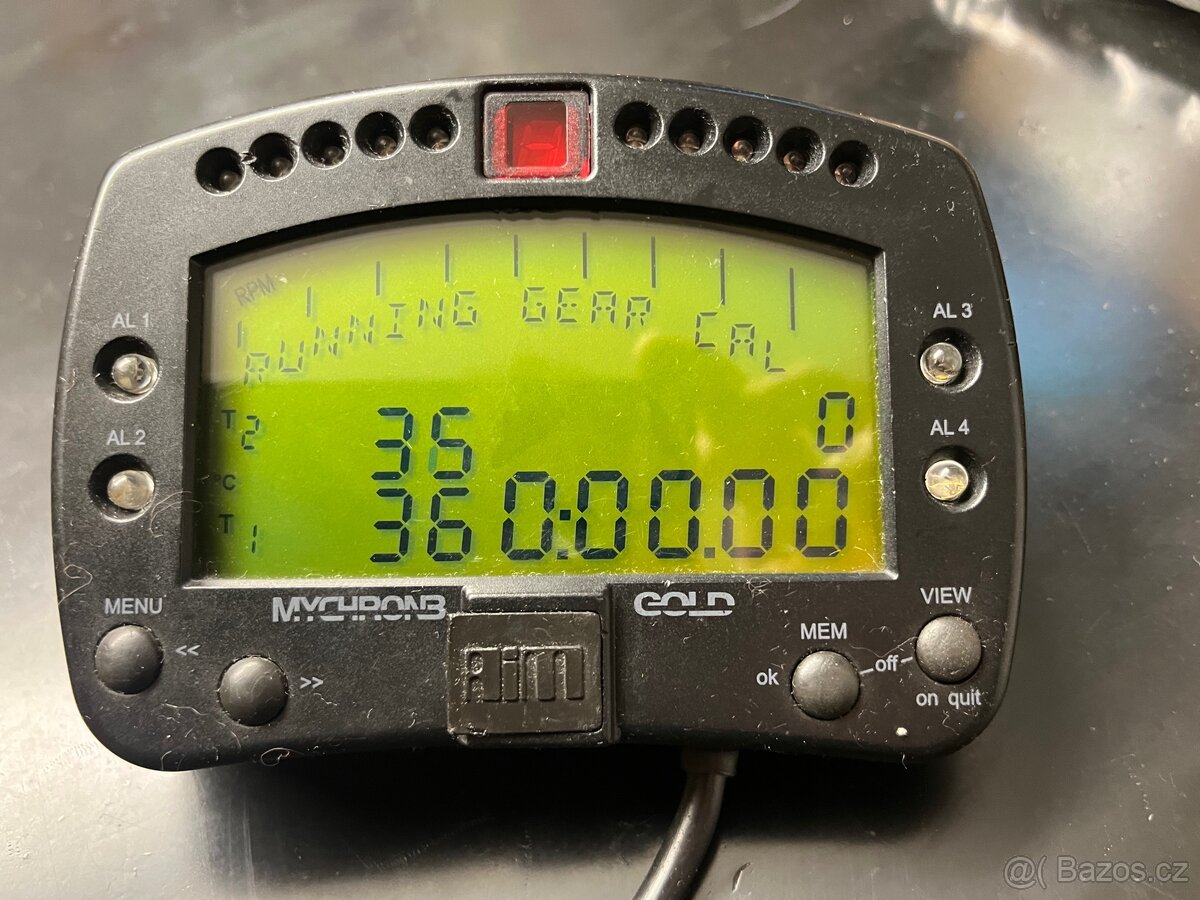 RPM
RUNNING GEAR CAL
AL 1
AL 3
T2 36 0
AL 2
AL 4
°C
T1 36 0:00.00
MENU
MYCHRON3 GOLD
VIEW
MEM
<<
>>
AiM
ok
off
on quit
@( Bazos.cz